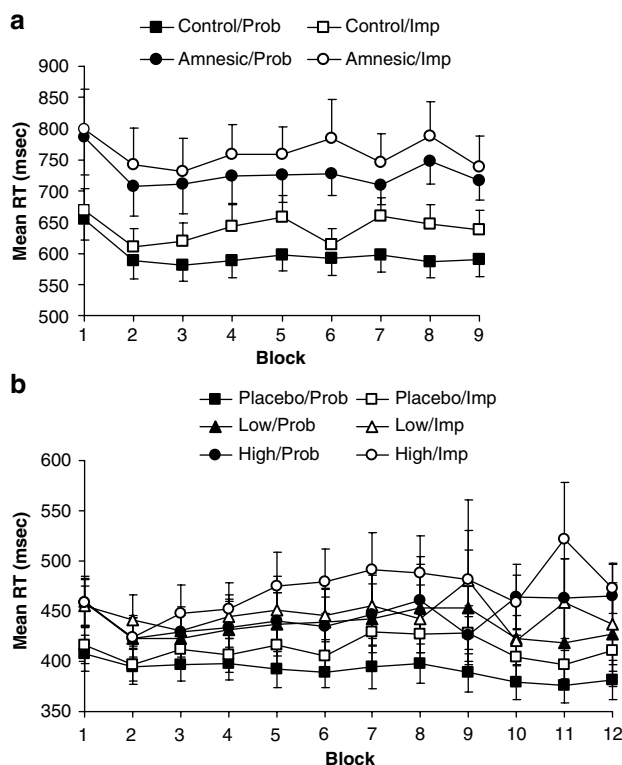 a
Control/Prob Control/Imp
Amnesic/Prob Amnesic/Imp
Mean RT (msec)
900
850
800
750
700
650
600
550
500
1 2 3 4 5 6 7 8 9
Block
b
Placebo/Prob Placebo/Imp
Low/Prob Low/Imp
High/Prob High/Imp
Mean RT (msec)
600
550
500
450
400
350
1 2 3 4 5 6 7 8 9 10 11 12
Block